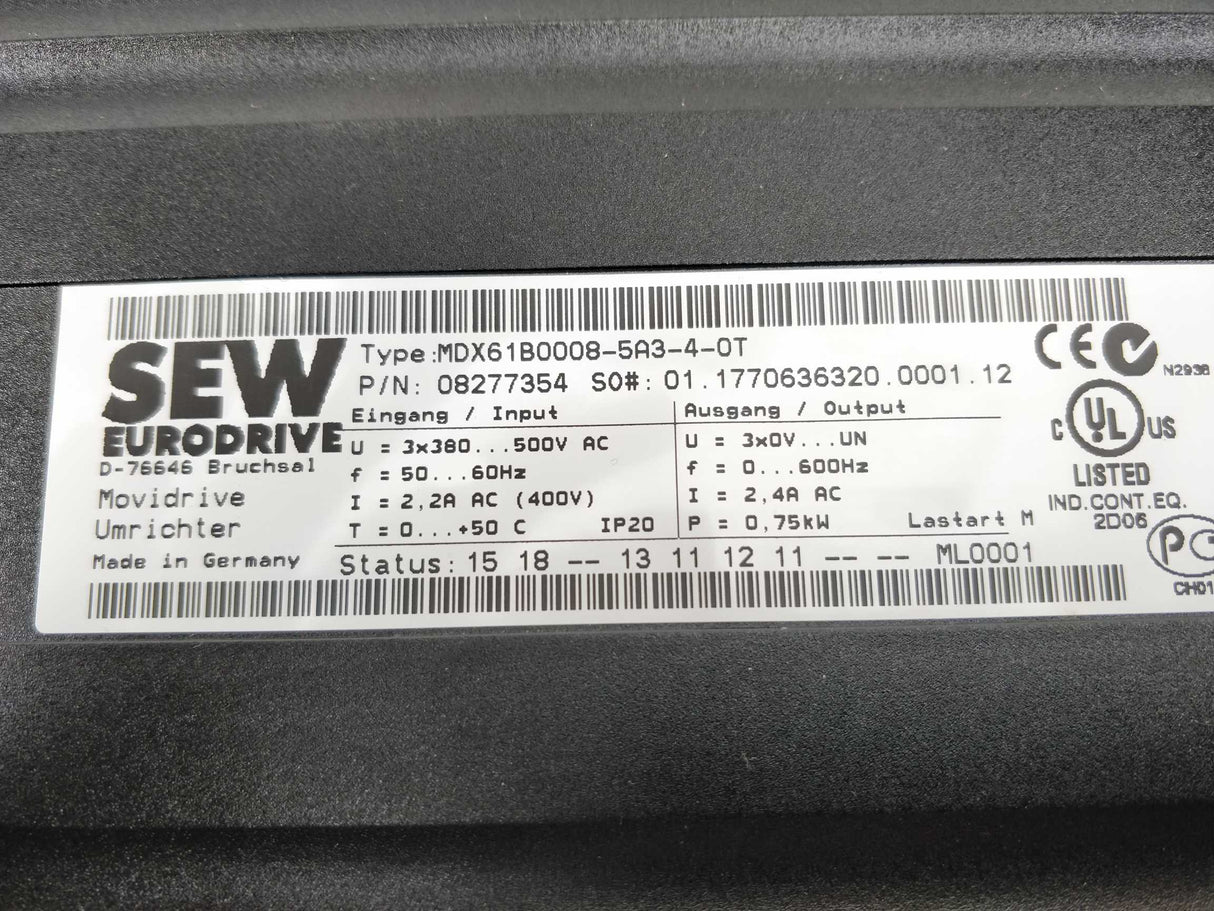 SEW
EURODRIVE
D-76646 Bruchsal
Movidrive
Umrichter
Made in Germany
Type:MDX61B0008-5A3-4-0T
P/N: 08277354 SO#: 01.1770636320.0001.12
Eingang / Input
U = 3x380...500V AC
f = 50...60Hz
I = 2,2A AC (400V)
T = 0...+50 C IP20
Ausgang / Output
U = 3x0V...UN
f = 0...600Hz
I = 2,4A AC
P = 0,75kW Lastart M
Status: 15 18 -- 13 11 12 11 -- -- ML0001
CE
N2936
C UL US
LISTED
IND.CONT.EQ.
2D06
CH01